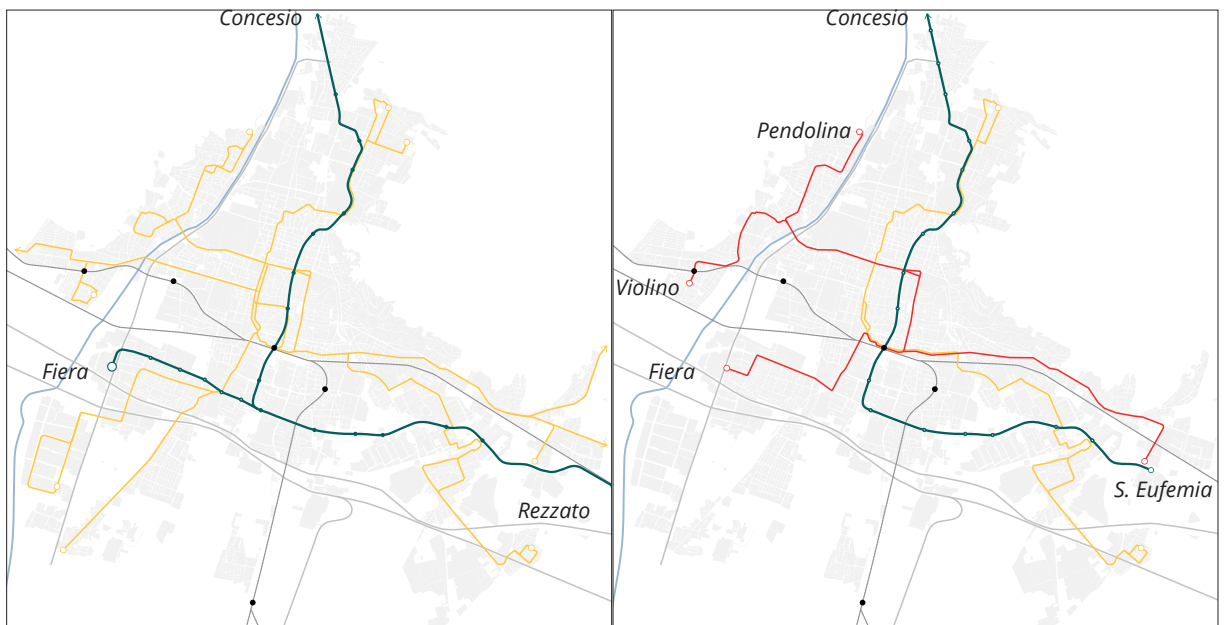 Concesio
Fiera
Rezzato
Concesio
Pendolina
Violino
Fiera
S. Eufemia